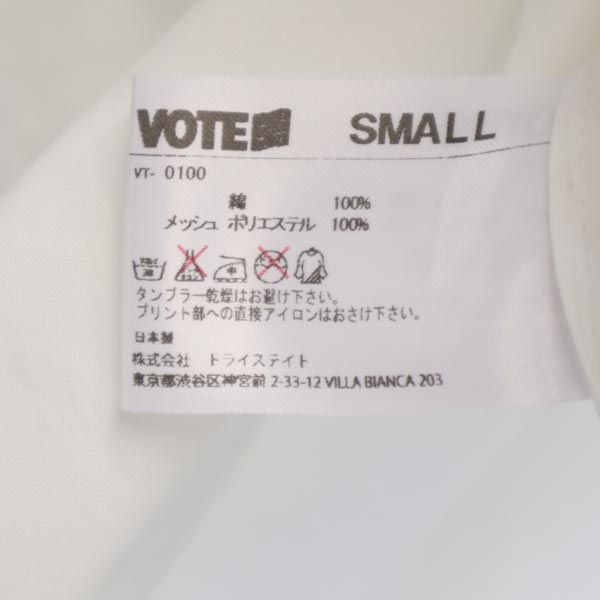 VOTE SMALL
VT- 0100
綿 100%
メッシュ ポリエステル 100%
中
タンブラー乾燥はお避け下さい。
プリント部への直接アイロンはおさけ下さい。
日本製
株式会社 トライステイト
東京都渋谷区神宮前 2-33-12 VILLA BIANCA 203